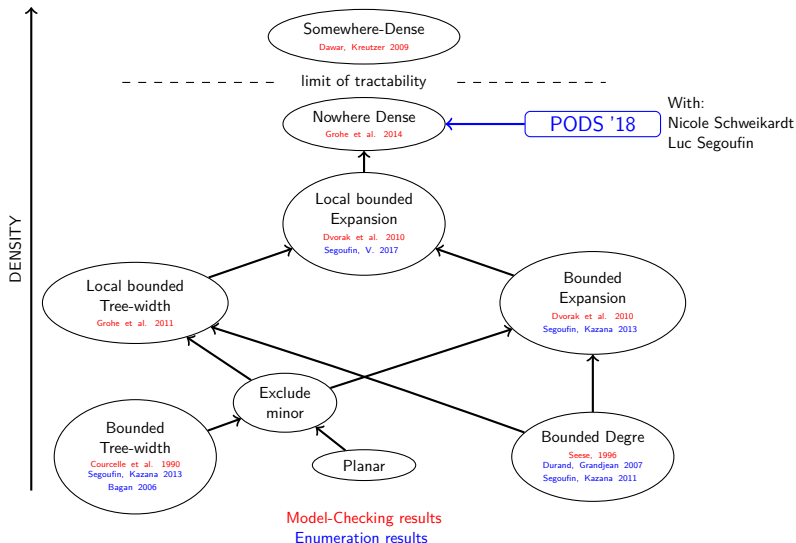 Somewhere-Dense
Dawar, Kreutzer 2009
limit of tractability
Nowhere Dense
Grohe et al. 2014
PODS '18
With:
Nicole Schweikardt
Luc Segoufin
DENSITY
Local bounded
Expansion
Dvorak et al. 2010
Segoufin, V. 2017
Local bounded
Tree-width
Grohe et al. 2011
Bounded
Expansion
Dvorak et al. 2010
Segoufin, Kazana 2013
Exclude
minor
Bounded
Tree-width
Courcelle et al. 1990
Segoufin, Kazana 2013
Bagan 2006
Planar
Bounded Degre
Seese, 1996
Durand, Grandjean 2007
Segoufin, Kazana 2011
Model-Checking results
Enumeration results